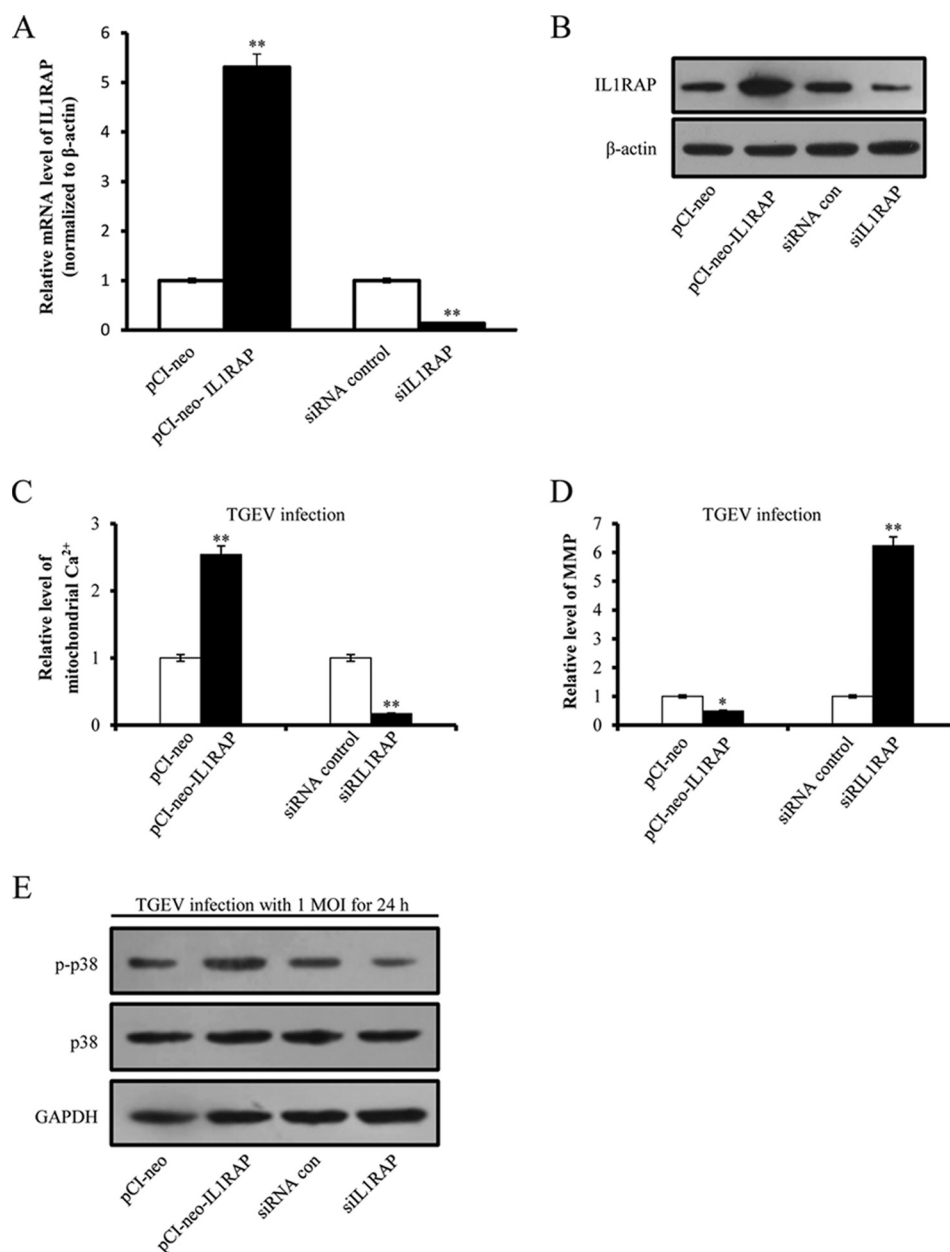 A
Relative mRNA level of IL1RAP
(normalized to β-actin)
6
5
4
3
2
1
0
**
**
pCI-neo
pCI-neo- IL1RAP
siRNA control
siIL1RAP
B
IL1RAP
β-actin
pCI-neo
pCI-neo-IL1RAP
siRNA con
siIL1RAP
C
TGEV infection
Relative level of
mitochondrial Ca²⁺
3
2
1
0
**
**
pCI-neo
pCI-neo-IL1RAP
siRNA control
siRIL1RAP
D
TGEV infection
Relative level of MMP
7
6
5
4
3
2
1
0
*
**
pCI-neo
pCI-neo-IL1RAP
siRNA control
siRIL1RAP
E
TGEV infection with 1 MOI for 24 h
p-p38
p38
GAPDH
pCI-neo
pCI-neo-IL1RAP
siRNA con
siIL1RAP